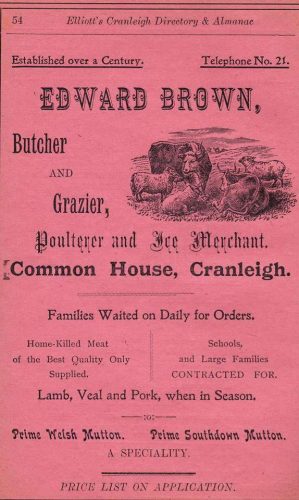 54 Elliott's Cranleigh Directory & Almanac
Established over a Century. Telephone No. 21.
EDWARD BROWN,
Butcher
AND
Grazier,
Poulterer and Ice Merchant.
Common House, Cranleigh.
Families Waited on Daily for Orders.
Home-Killed Meat
of the Best Quality Only
Supplied.
Schools,
and Large Families
CONTRACTED FOR.
Lamb, Veal and Pork, when in Season.
Prime Welsh Mutton. Prime Southdown Mutton.
A SPECIALITY.
PRICE LIST ON APPLICATION.